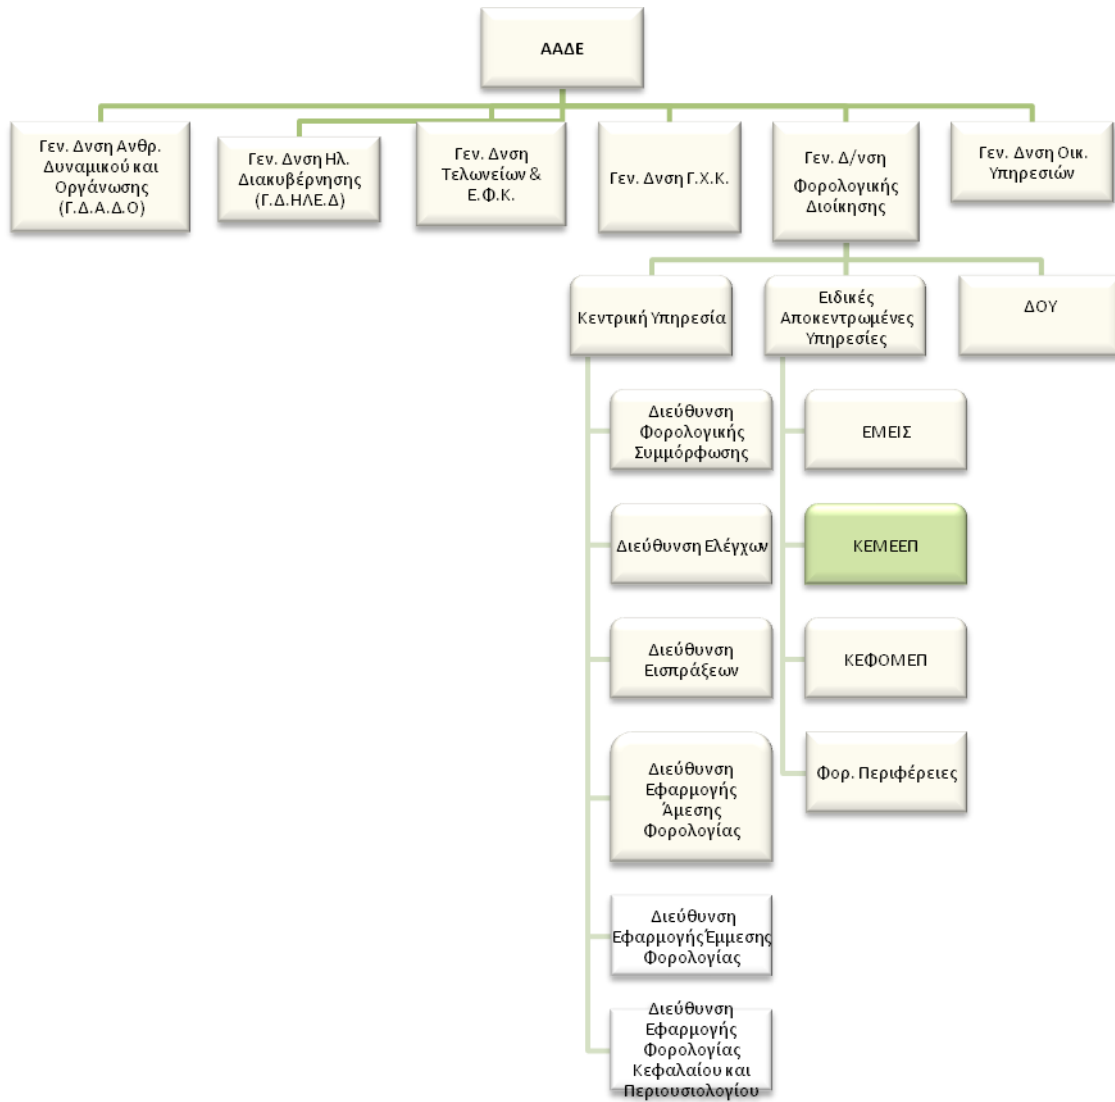 ΑΑΔΕ
Γεν. Δνση Ανθρ.
Δυναμικού και
Οργάνωσης
(Γ.Δ.Α.Δ.Ο)
Γεν. Δνση Ηλ.
Διακυβέρνησης
(Γ.Δ.ΗΛΕ.Δ)
Γεν. Δνση
Τελωνείων &
Ε.Φ.Κ.
Γεν. Δνση Γ.Χ.Κ.
Γεν. Δ/νση
Φορολογικής
Διοίκησης
Γεν. Δνση Οικ.
Υπηρεσιών
Κεντρική Υπηρεσία
Ειδικές
Αποκεντρωμένες
Υπηρεσίες
ΔΟΥ
Διεύθυνση
Φορολογικής
Συμμόρφωσης
Διεύθυνση Ελέγχων
Διεύθυνση
Εισπράξεων
Διεύθυνση
Εφαρμογής
Άμεσης
Φορολογίας
Διεύθυνση
Εφαρμογής Έμμεσης
Φορολογίας
Διεύθυνση
Εφαρμογής
Φορολογίας
Κεφαλαίου και
Περιουσιολογίου
ΕΜΕΙΣ
ΚΕΜΕΕΠ
ΚΕΦΟΜΕΠ
Φορ. Περιφέρειες